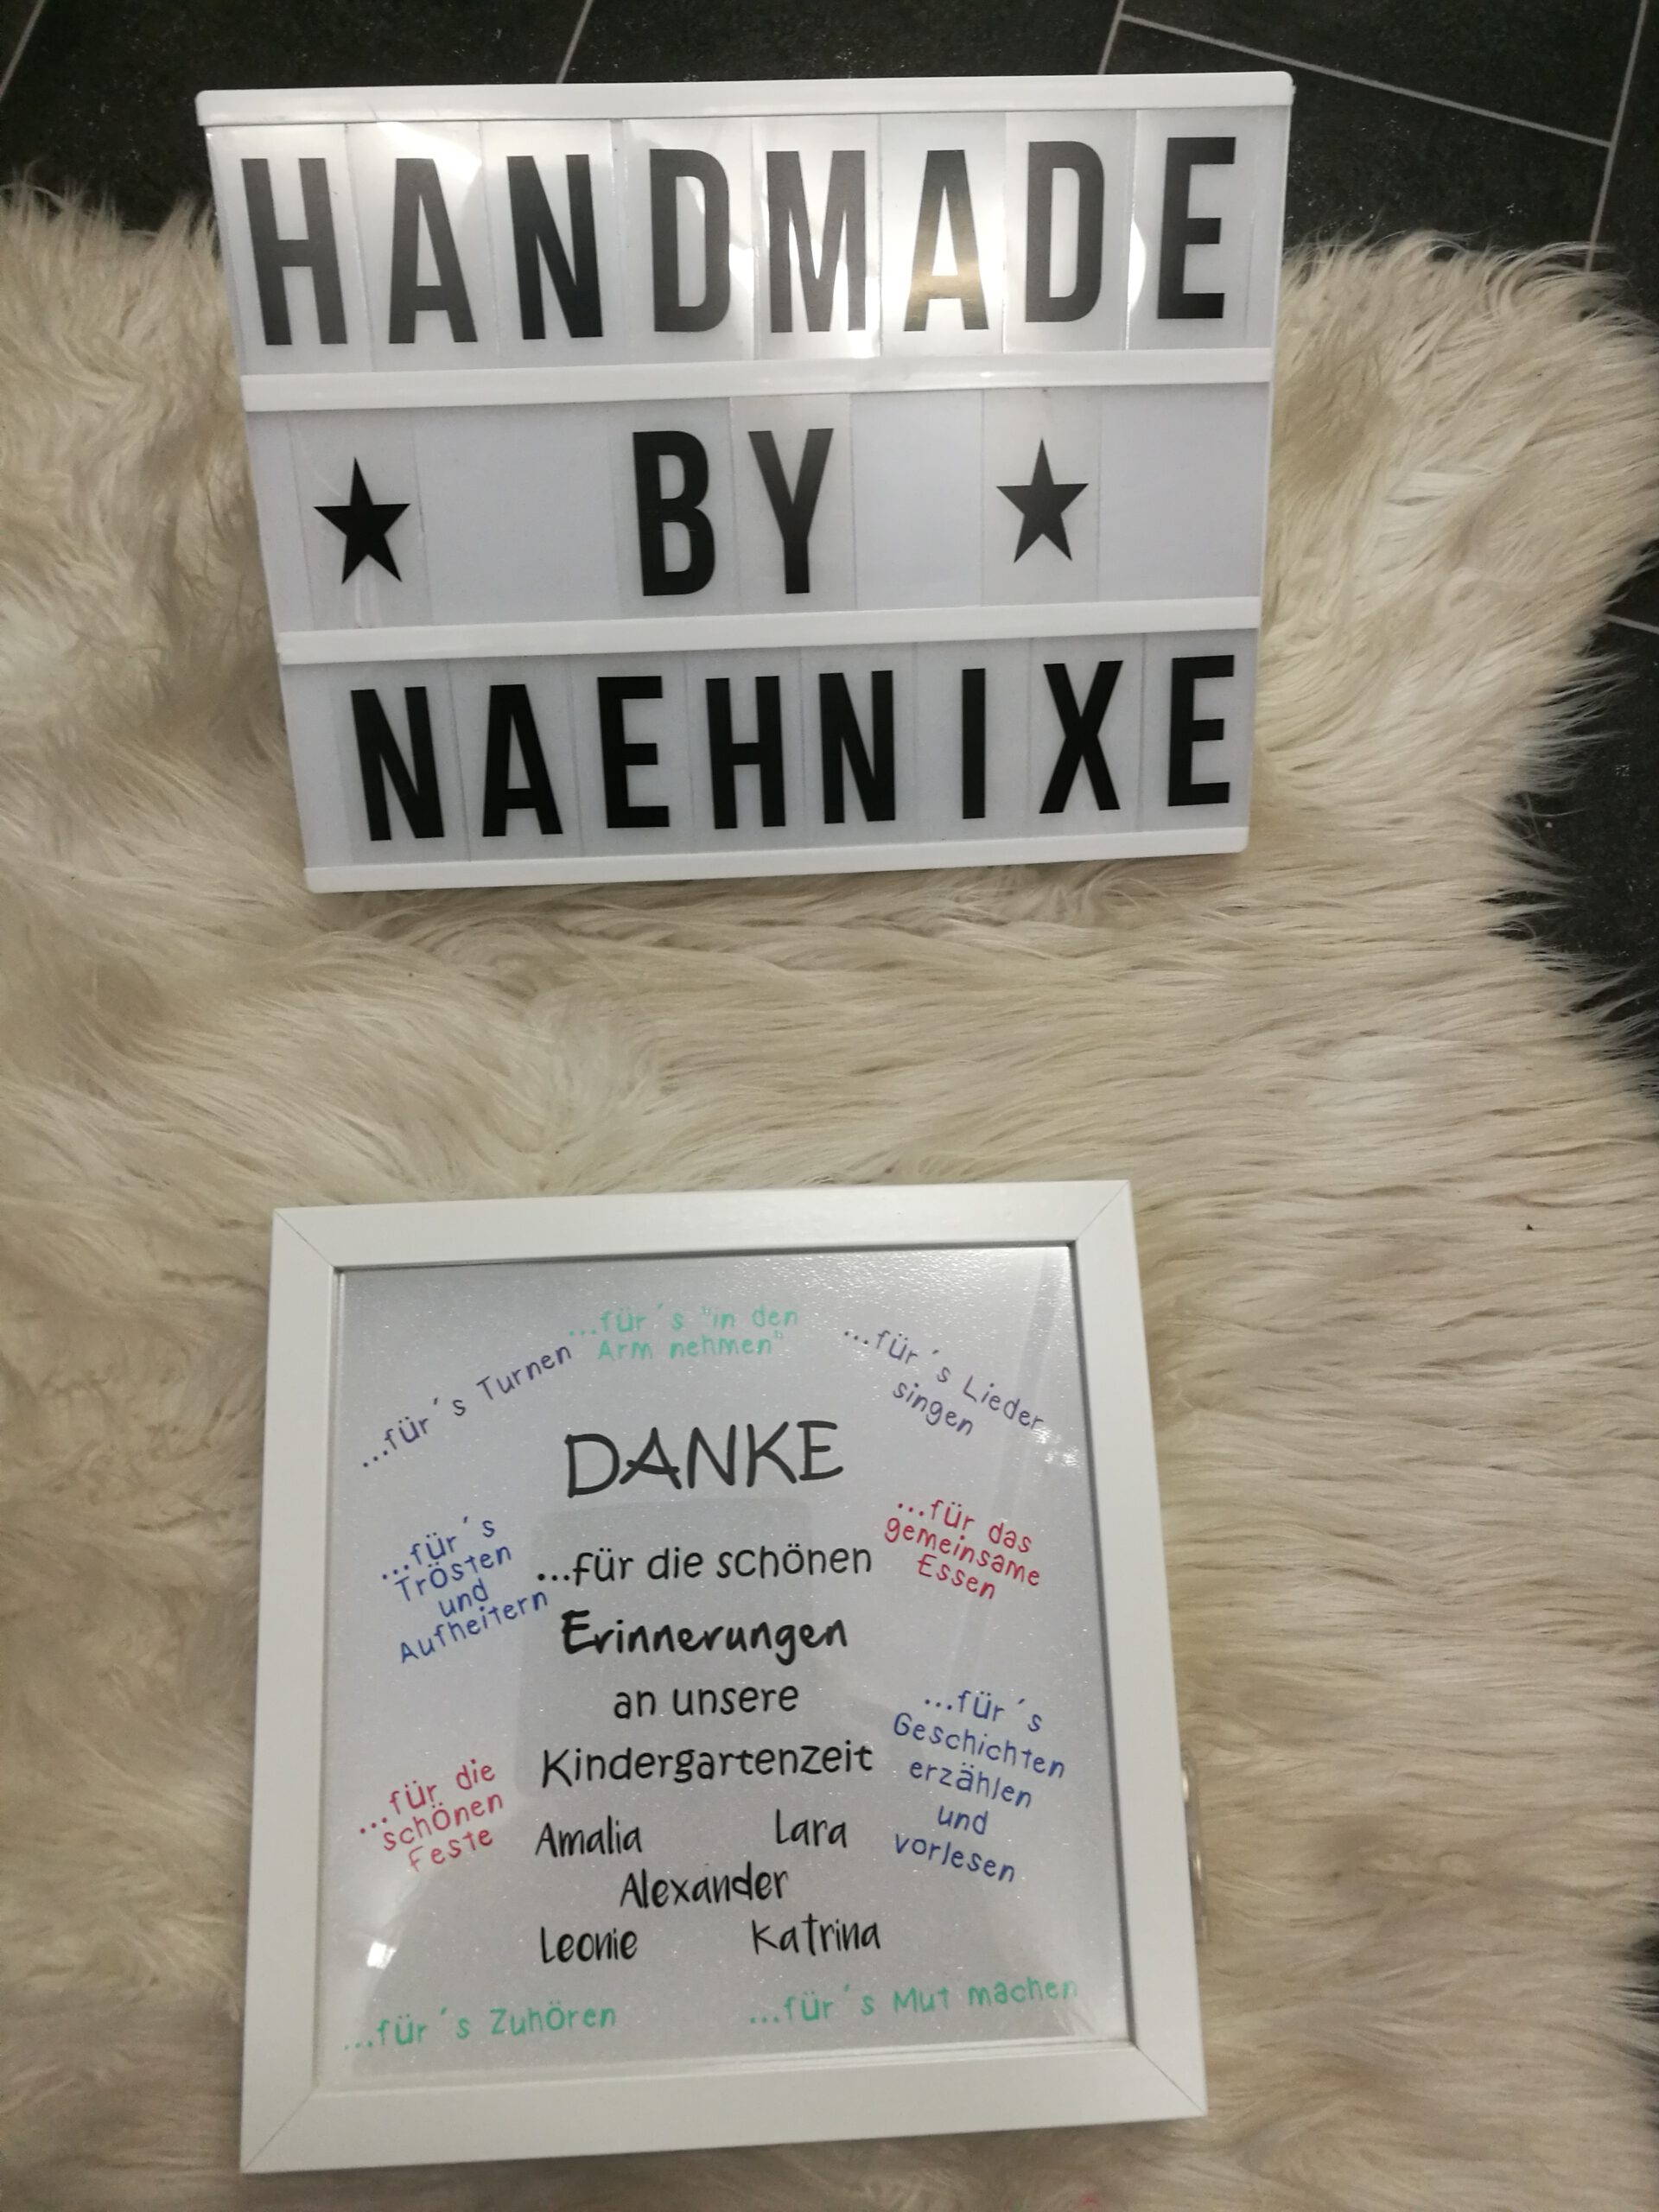 HANDMADE
★ BY ★
NAEHNIXE
...für´s Turnen
...für´s "in den
Arm nehmen"
...für´s Lieder
singen
DANKE
...für´s
Trösten
und
Aufheitern
...für die schönen
Erinnerungen
an unsere
Kindergartenzeit
...für das
gemeinsame
Essen
...für´s
Geschichten
erzählen
und
vorlesen
...für die
schönen
Feste
Amalia Lara
Alexander
Leonie Katrina
...für´s Zuhören
...für´s Mut machen